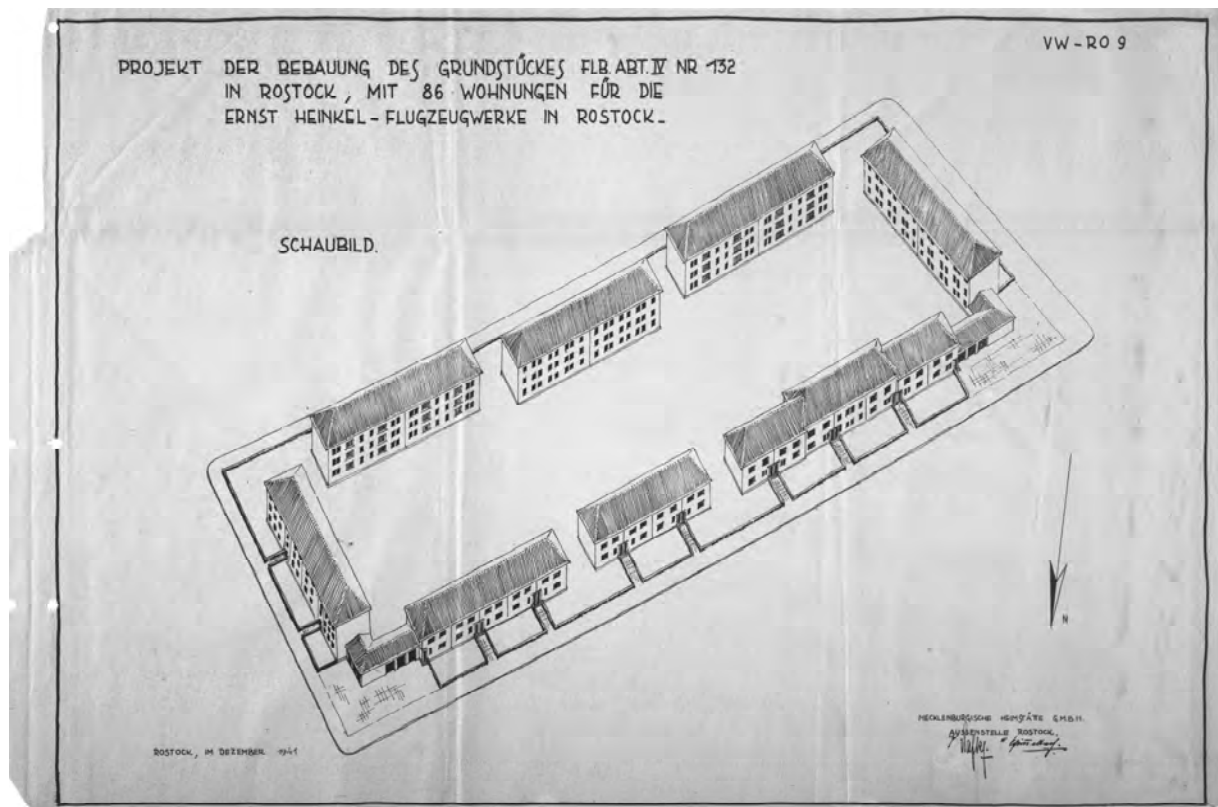 VW-RO 9
PROJEKT DER BEBAUUNG DES GRUNDSTÜCKES FLB. ABT. IV NR 132
IN ROSTOCK, MIT 86 WOHNUNGEN FÜR DIE
ERNST HEINKEL-FLUGZEUGWERKE IN ROSTOCK_
SCHAUBILD.
N
MECKLENBURGISCHE HEIMSTÄTE G.M.B.H.
AUSSENSTELLE ROSTOCK.
ROSTOCK, IM DEZEMBER 1941